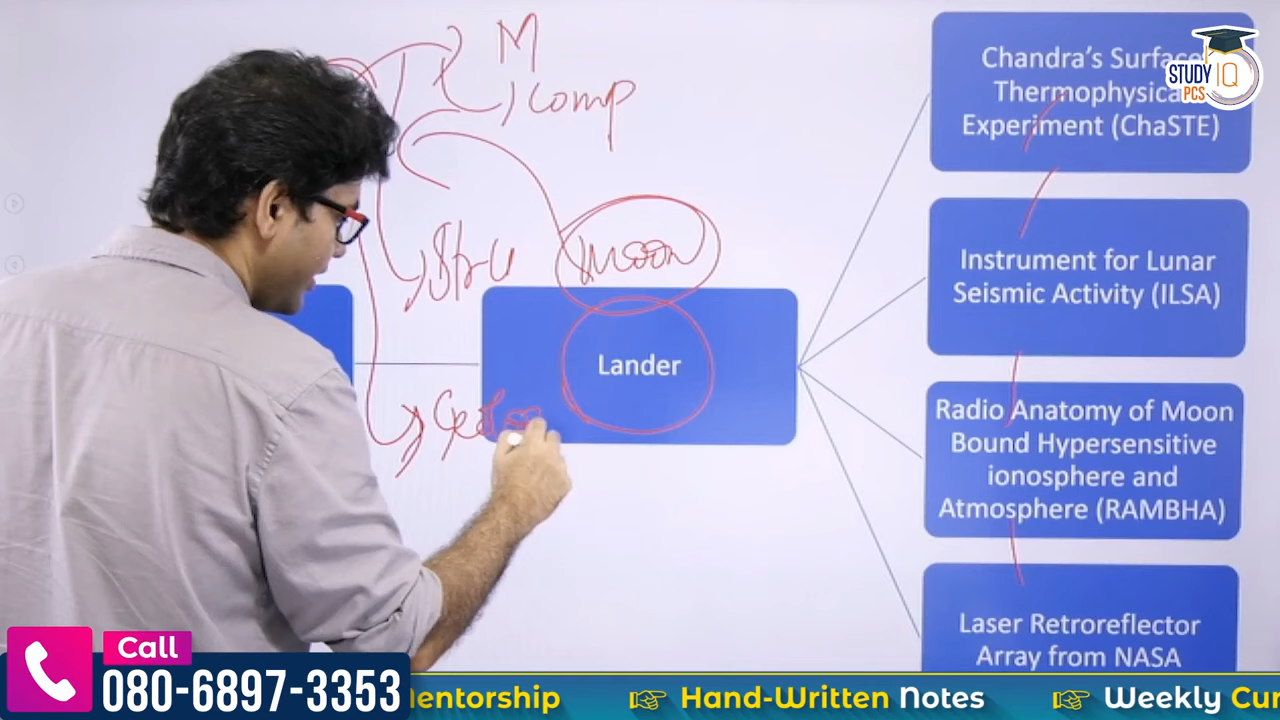 M
comp
moon
Lander
Chandra's Surface
Thermophysical
Experiment (ChaSTE)
Instrument for Lunar
Seismic Activity (ILSA)
Radio Anatomy of Moon
Bound Hypersensitive
ionosphere and
Atmosphere (RAMBHA)
Laser Retroreflector
Array from NASA
STUDY IQ
PCS
Call
080-6897-3353
Mentorship
Hand-Written Notes
Weekly Cur